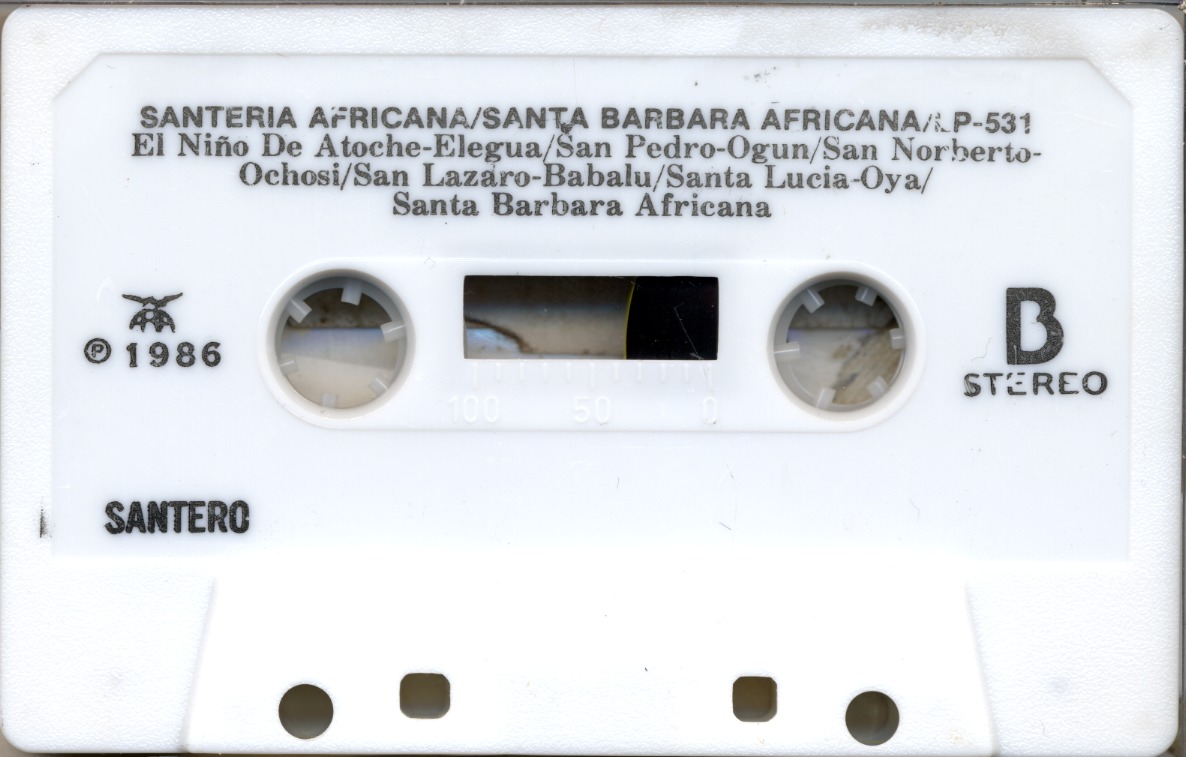 SANTERIA AFRICANA/SANTA BARBARA AFRICANA/LP-531
El Niño De Atoche-Elegua/San Pedro-Ogun/San Norberto-
Ochosi/San Lazaro-Babalu/Santa Lucia-Oya/
Santa Barbara Africana
B
℗ 1986
STEREO
100 50 0
SANTERO